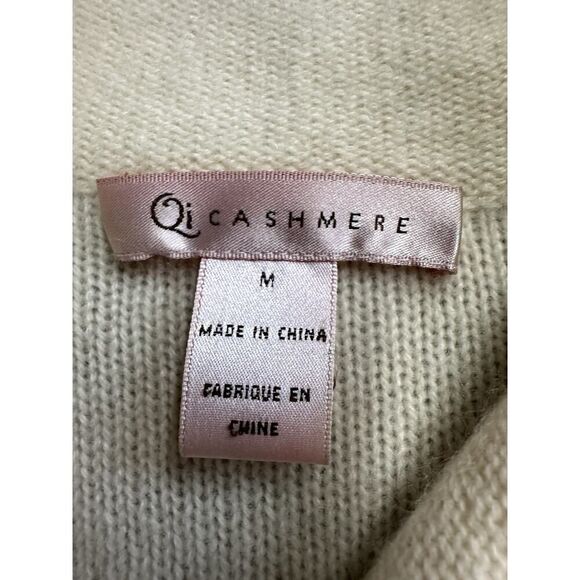 Qi CASHMERE
M
MADE IN CHINA
FABRIQUE EN
CHINE